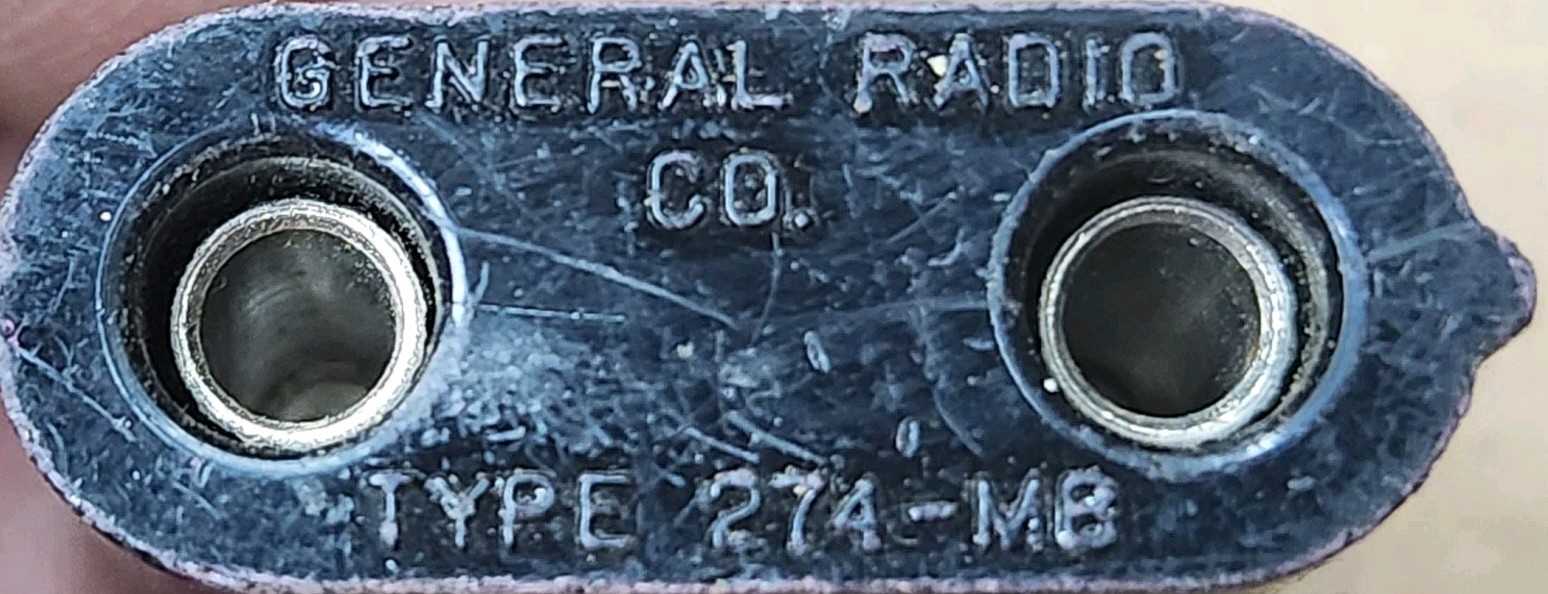 GENERAL RADIO
CO.
TYPE 274-MB